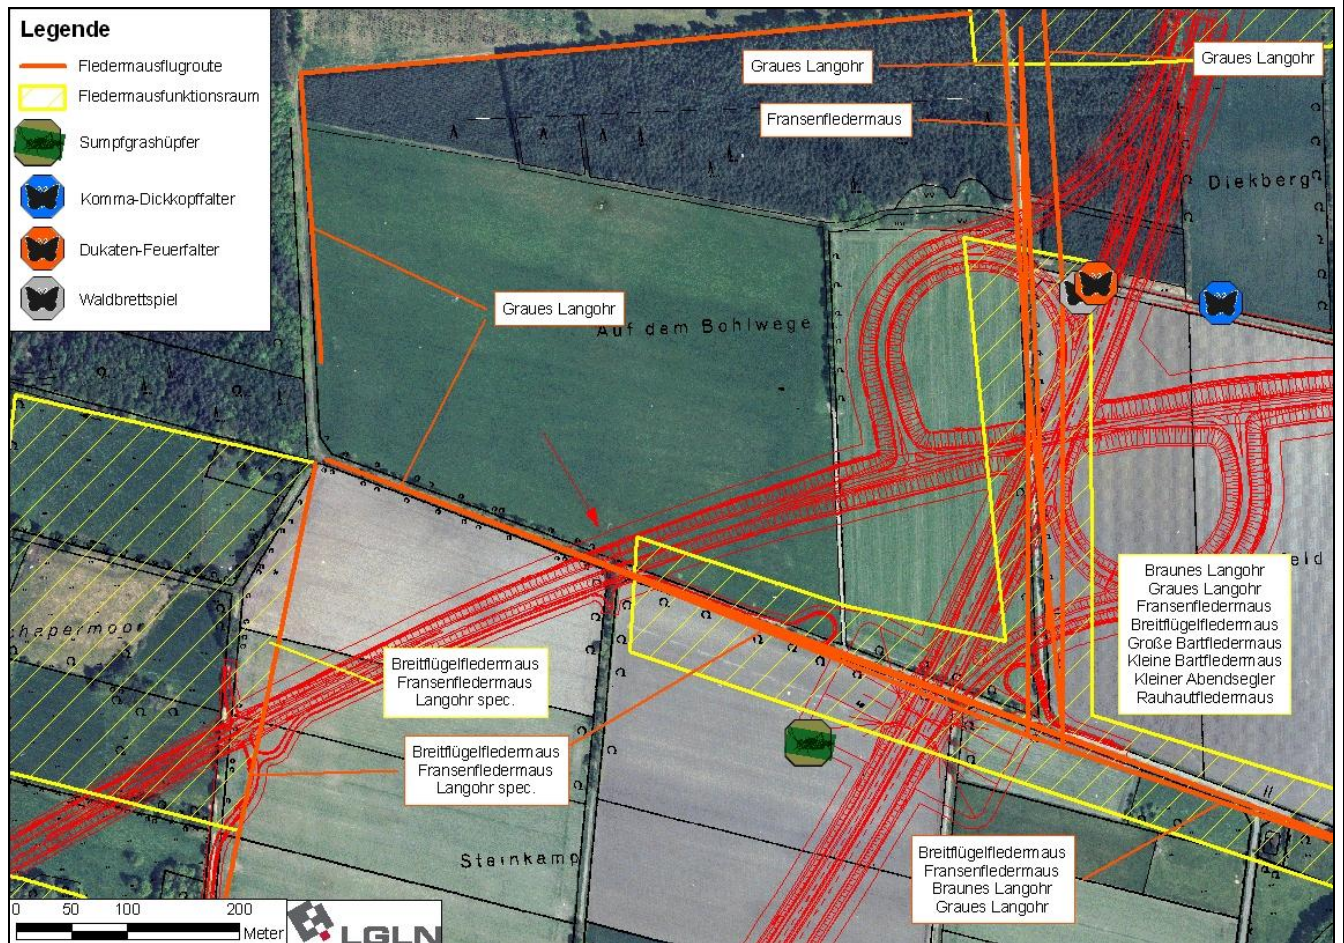 Legende
Fledermausflugroute
Fledermausfunktionsraum
Sumpfgrashüpfer
Komma-Dickkopffalter
Dukaten-Feuerfalter
Waldbrettspiel
Graues Langohr
Graues Langohr
Fransenfledermaus
Diekberg
Graues Langohr
Auf dem Bohlwege
feld
Braunes Langohr
Graues Langohr
Fransenfledermaus
Breitflügelfledermaus
Große Bartfledermaus
Kleine Bartfledermaus
Kleiner Abendsegler
Rauhautfledermaus
chapermoor
Breitflügelfledermaus
Fransenfledermaus
Langohr spec.
Breitflügelfledermaus
Fransenfledermaus
Langohr spec.
Steinkamp
Breitflügelfledermaus
Fransenfledermaus
Braunes Langohr
Graues Langohr
0 50 100 200
Meter
LGLN